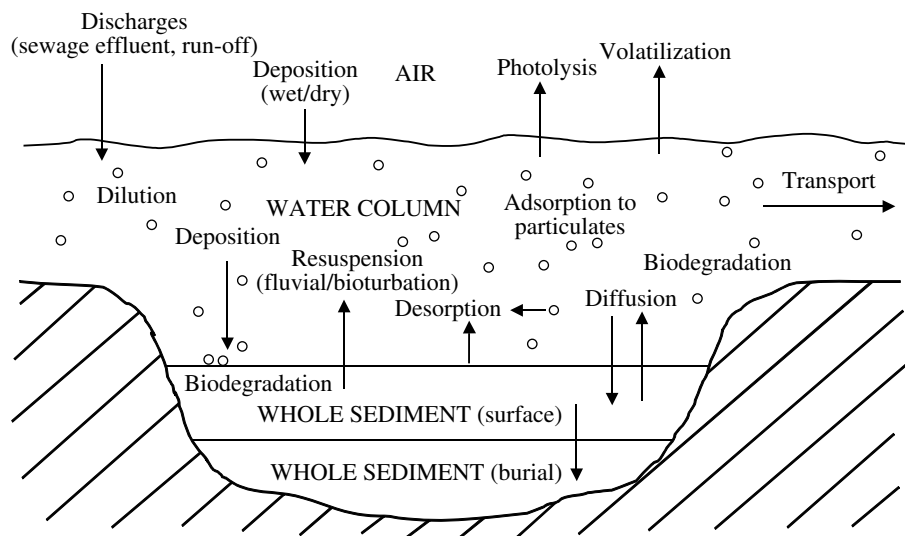 Discharges
(sewage effluent, run-off)
Deposition
(wet/dry)
AIR
Photolysis
Volatilization
Dilution
WATER COLUMN
Adsorption to
particulates
Transport
Deposition
Resuspension
(fluvial/bioturbation)
Biodegradation
Desorption
Diffusion
Biodegradation
WHOLE SEDIMENT (surface)
WHOLE SEDIMENT (burial)